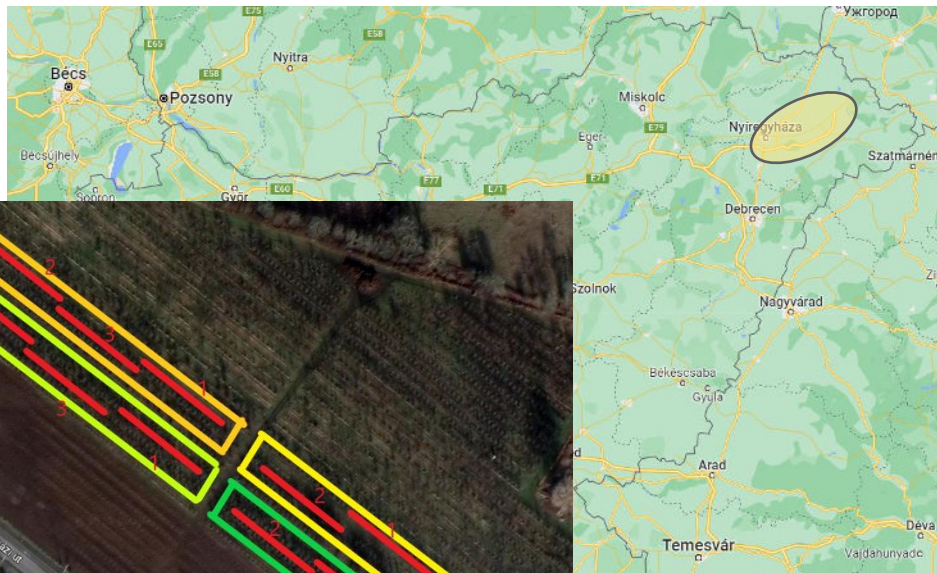 E75
E58
Ужгород
E65
Nyitra
Bécs
E58
Pozsony
Miskolc
E79
Nyíregyháza
Eger
Bécsújhely
Szatmárném
Sopron
Győr
E60
E77
E71
E71
Debrecen
2
3
1
3
1
2
1
2
Szolnok
Nagyvárad
Békéscsaba
Gyula
Arad
Temesvár
Déva
Vajdahunyad